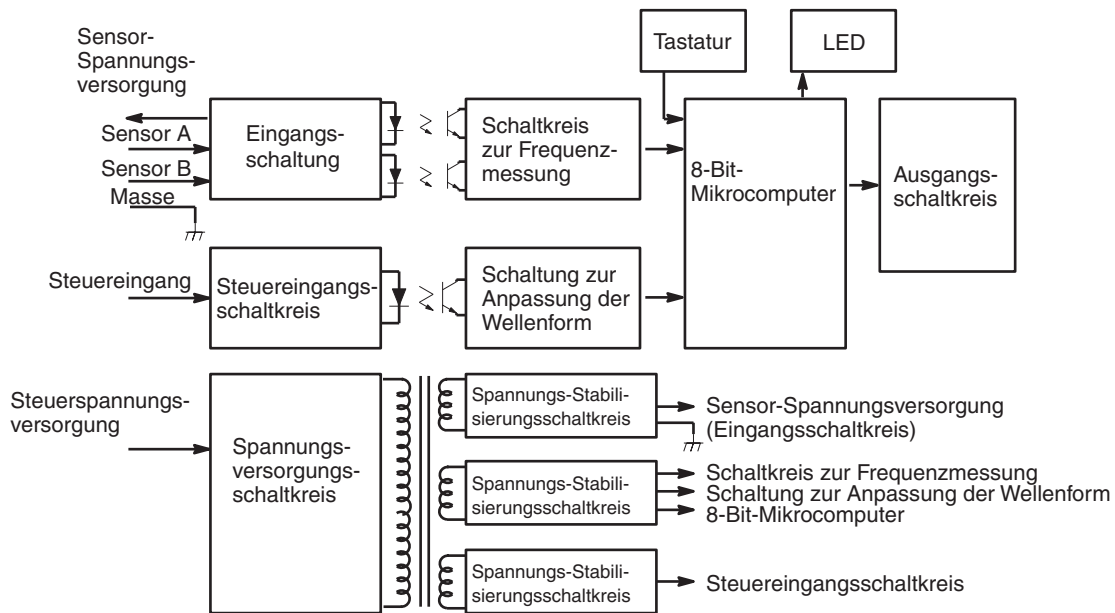 Sensor-
Spannungs-
versorgung
Tastatur
LED
Sensor A
Sensor B
Masse
Eingangs-
schaltung
Schaltkreis
zur Frequenz-
messung
8-Bit-
Mikrocomputer
Ausgangs-
schaltkreis
Steuereingang
Steuereingangs-
schaltkreis
Schaltung zur
Anpassung der
Wellenform
Steuerspannungs-
versorgung
Spannungs-
versorgungs-
schaltkreis
Spannungs-Stabili-
sierungsschaltkreis
Sensor-Spannungsversorgung
(Eingangsschaltkreis)
Spannungs-Stabili-
sierungsschaltkreis
Schaltkreis zur Frequenzmessung
Schaltung zur Anpassung der Wellenform
8-Bit-Mikrocomputer
Spannungs-Stabili-
sierungsschaltkreis
Steuereingangsschaltkreis